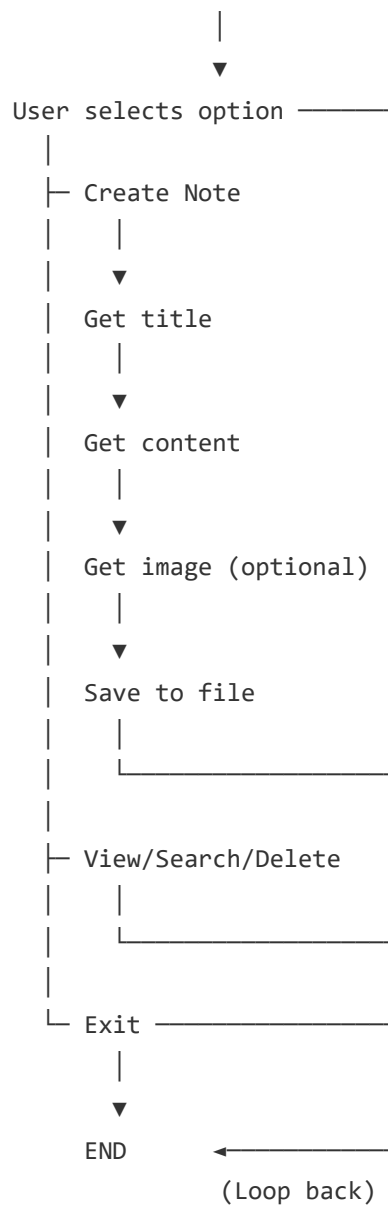 User selects option
Create Note
Get title
Get content
Get image (optional)
Save to file
View/Search/Delete
Exit
END
(Loop back)